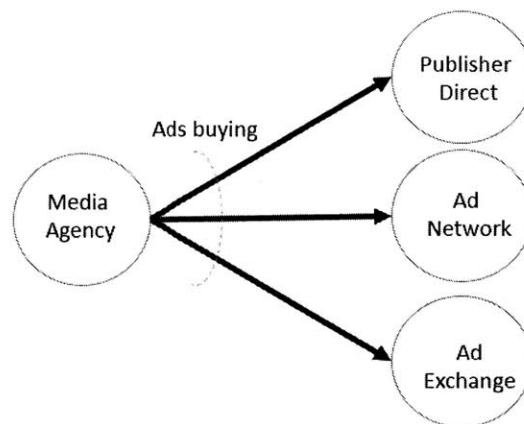 Publisher
Direct
Ads buying
Media
Agency
Ad
Network
Ad
Exchange